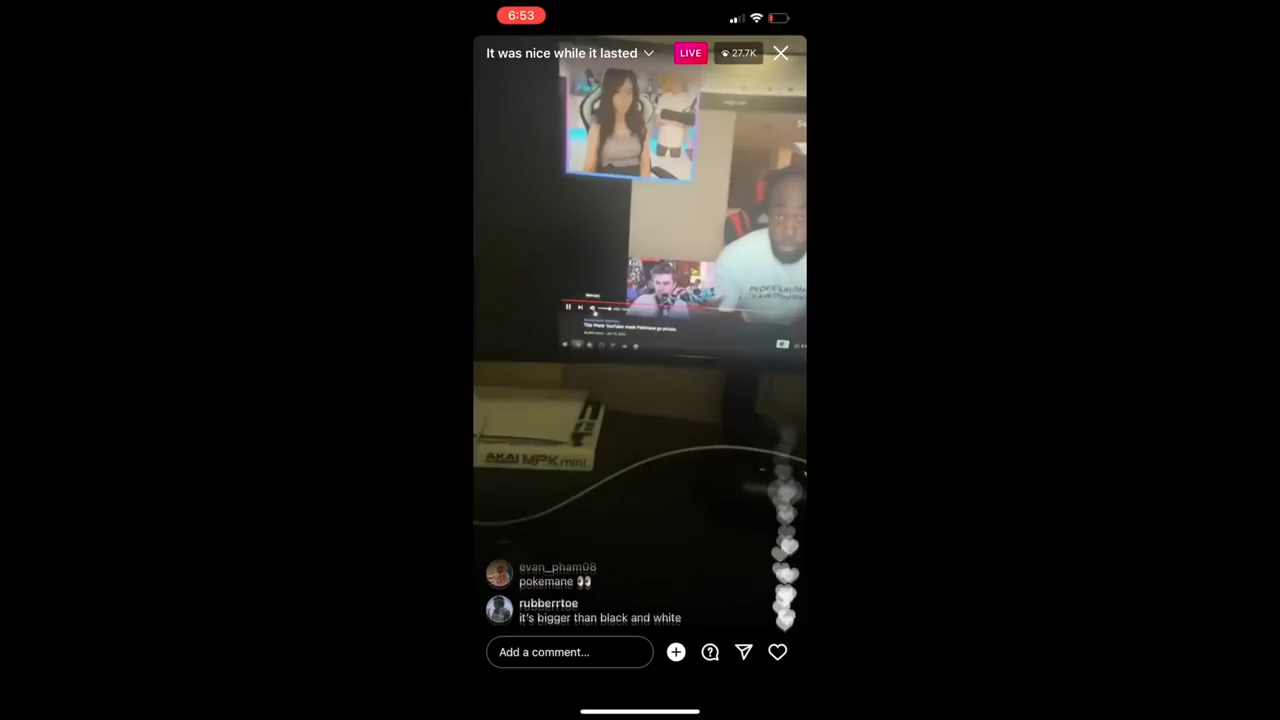 6:53
It was nice while it lasted
LIVE
27.7K
AKAI MPK mini
evan_pham08
pokemane 👀
rubberrtoe
it's bigger than black and white
Add a comment...